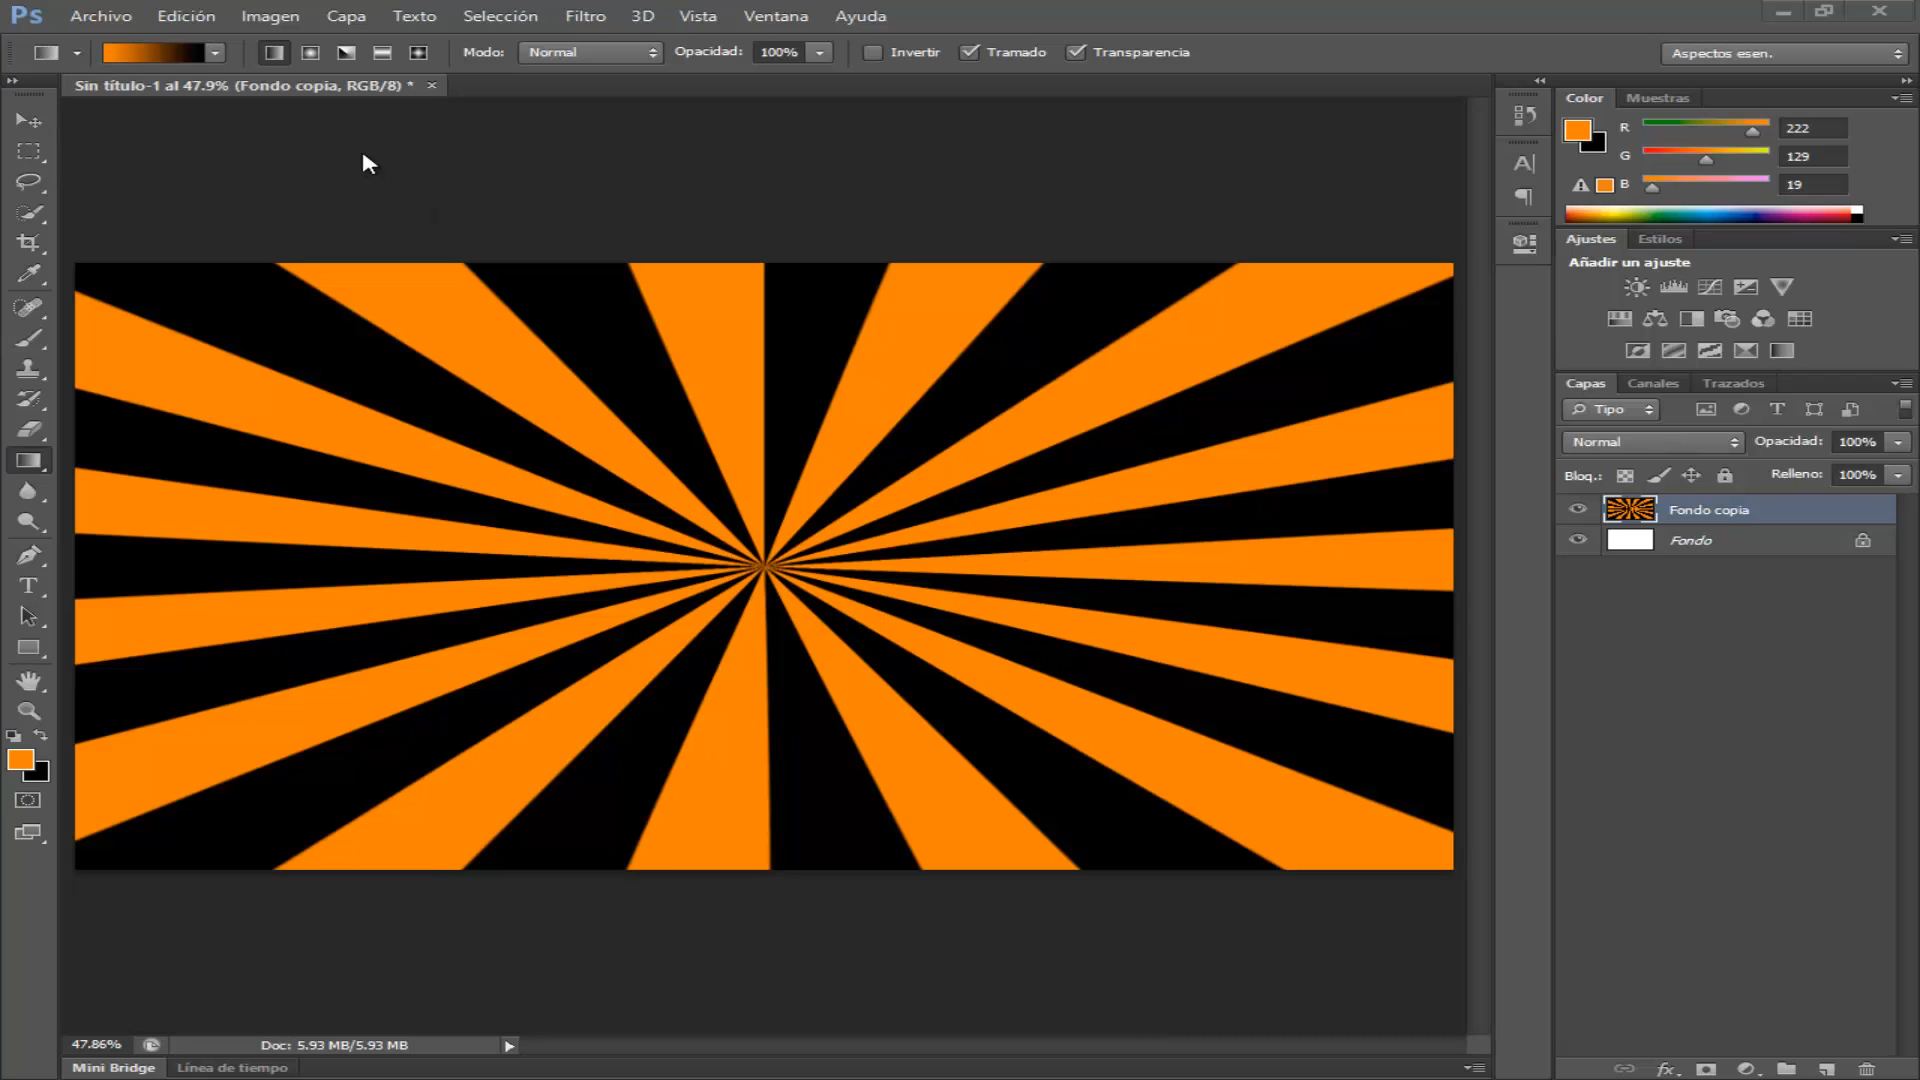 Ps Archivo Edición Imagen Capa Texto Selección Filtro 3D Vista Ventana Ayuda
Modo: Normal Opacidad: 100% Invertir Tramado Transparencia Aspectos esen.
Sin título-1 al 47.9% (Fondo copia, RGB/8) * ×
Color Muestras
R 222
G 129
B 19
Ajustes Estilos
Añadir un ajuste
Capas Canales Trazados
Tipo
Normal Opacidad: 100%
Bloq.: Relleno: 100%
Fondo copia
Fondo
47.86% Doc: 5.93 MB/5.93 MB
Mini Bridge Línea de tiempo